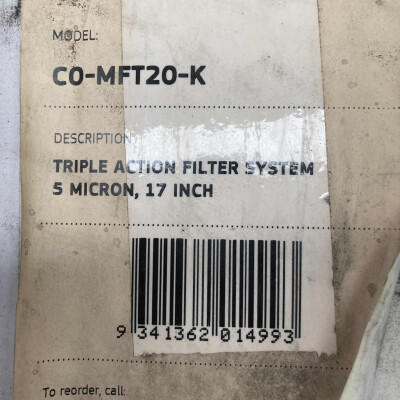 MODEL:
CO-MFT20-K
DESCRIPTION:
TRIPLE ACTION FILTER SYSTEM
5 MICRON, 17 INCH
9 341362 014993
To reorder, call: